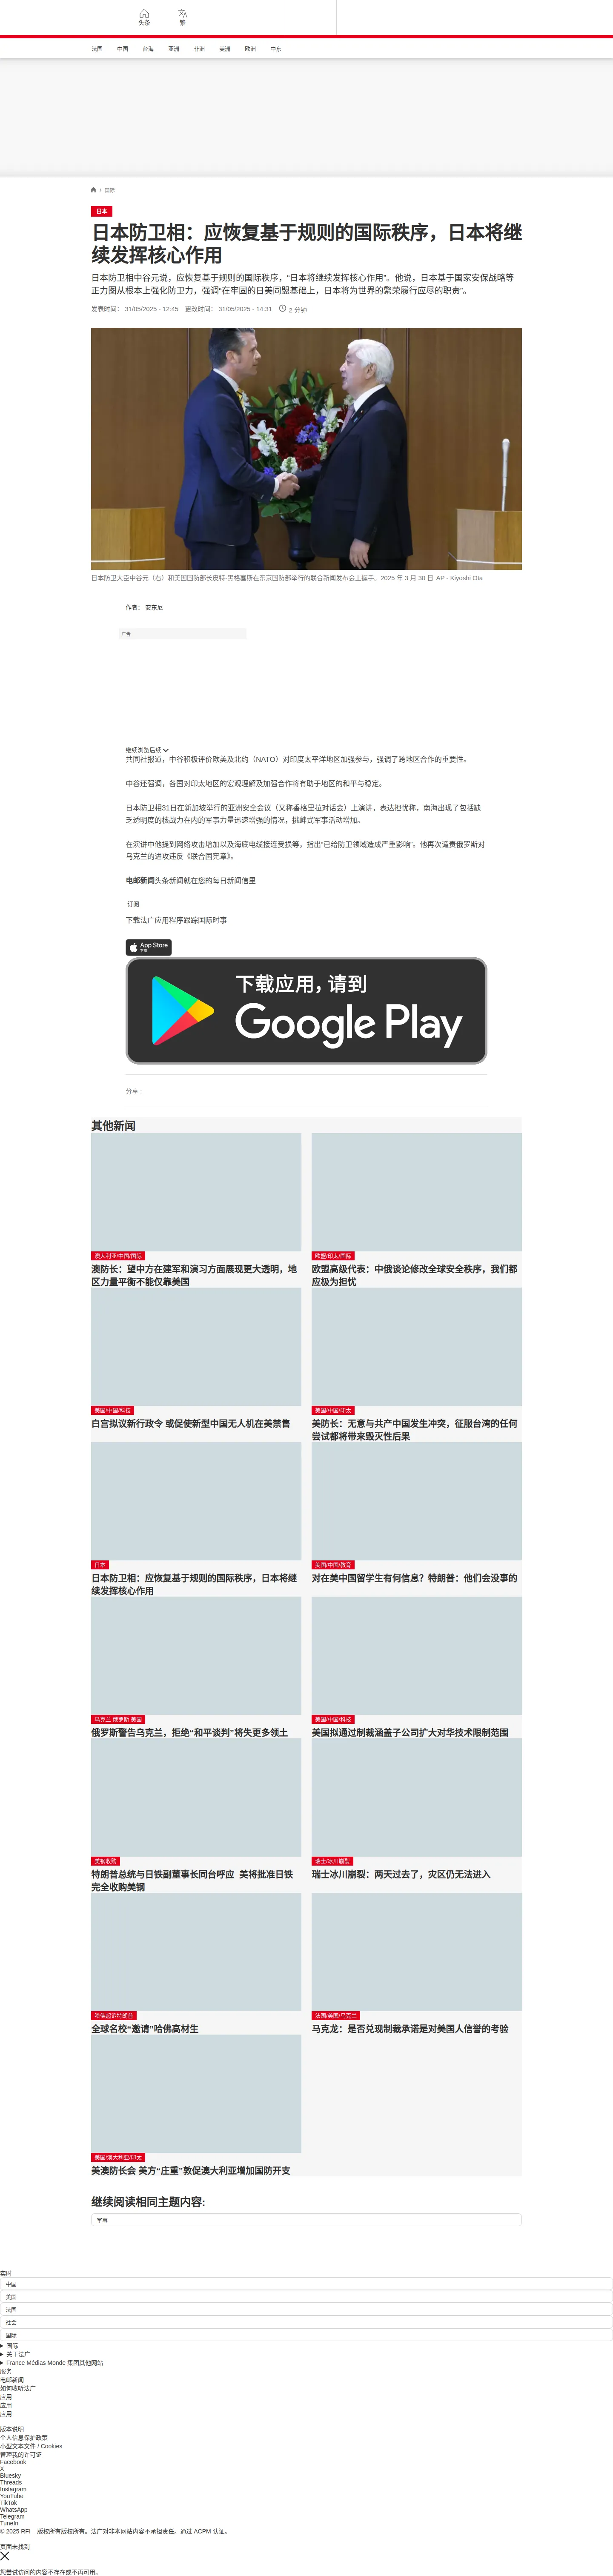 头条
繁
法国 中国 台海 亚洲 非洲 美洲 欧洲 中东
/ 国际
日本
日本防卫相：应恢复基于规则的国际秩序，日本将继
续发挥核心作用
日本防卫相中谷元说，应恢复基于规则的国际秩序，“日本将继续发挥核心作用”。他说，日本基于国家安保战略等
正力图从根本上强化防卫力，强调“在牢固的日美同盟基础上，日本将为世界的繁荣履行应尽的职责”。
发表时间： 31/05/2025 - 12:45 更改时间： 31/05/2025 - 14:31 2 分钟
日本防卫大臣中谷元（右）和美国国防部长皮特·黑格塞斯在东京国防部举行的联合新闻发布会上握手。2025 年 3 月 30 日 AP - Kiyoshi Ota
作者： 安东尼
广告
继续浏览后续
共同社报道，中谷积极评价欧美及北约（NATO）对印度太平洋地区加强参与，强调了跨地区合作的重要性。
中谷还强调，各国对印太地区的宏观理解及加强合作将有助于地区的和平与稳定。
日本防卫相31日在新加坡举行的亚洲安全会议（又称香格里拉对话会）上演讲，表达担忧称，南海出现了包括缺
乏透明度的核战力在内的军事力量迅速增强的情况，挑衅式军事活动增加。
在演讲中他提到网络攻击增加以及海底电缆接连受损等，指出“已给防卫领域造成严重影响”。他再次谴责俄罗斯对
乌克兰的进攻违反《联合国宪章》。
电邮新闻头条新闻就在您的每日新闻信里
订阅
下载法广应用程序跟踪国际时事
App Store
下载
下载应用，请到
Google Play
分享 :
其他新闻
澳大利亚/中国/国际
澳防长：望中方在建军和演习方面展现更大透明，地
区力量平衡不能仅靠美国
欧盟/印太/国际
欧盟高级代表：中俄谈论修改全球安全秩序，我们都
应极为担忧
美国/中国/科技
白宫拟议新行政令 或促使新型中国无人机在美禁售
美国/中国/印太
美防长：无意与共产中国发生冲突，征服台湾的任何
尝试都将带来毁灭性后果
日本
日本防卫相：应恢复基于规则的国际秩序，日本将继
续发挥核心作用
美国/中国/教育
对在美中国留学生有何信息？特朗普：他们会没事的
乌克兰 俄罗斯 美国
俄罗斯警告乌克兰，拒绝“和平谈判”将失更多领土
美国/中国/科技
美国拟通过制裁涵盖子公司扩大对华技术限制范围
美钢收购
特朗普总统与日铁副董事长同台呼应 美将批准日铁
完全收购美钢
瑞士/冰川崩裂
瑞士冰川崩裂：两天过去了，灾区仍无法进入
哈佛起诉特朗普
全球名校“邀请”哈佛高材生
法国/美国/乌克兰
马克龙：是否兑现制裁承诺是对美国人信誉的考验
美国/澳大利亚/印太
美澳防长会 美方“庄重”敦促澳大利亚增加国防开支
继续阅读相同主题内容:
军事
实时
中国
美国
法国
社会
国际
国际
关于法广
France Médias Monde 集团其他网站
服务
电邮新闻
如何收听法广
应用
应用
应用
版本说明
个人信息保护政策
小型文本文件 / Cookies
管理我的许可证
Facebook
X
Bluesky
Threads
Instagram
YouTube
TikTok
WhatsApp
Telegram
TuneIn
© 2025 RFI – 版权所有版权所有。法广对非本网站内容不承担责任。通过 ACPM 认证。
页面未找到
您尝试访问的内容不存在或不再可用。